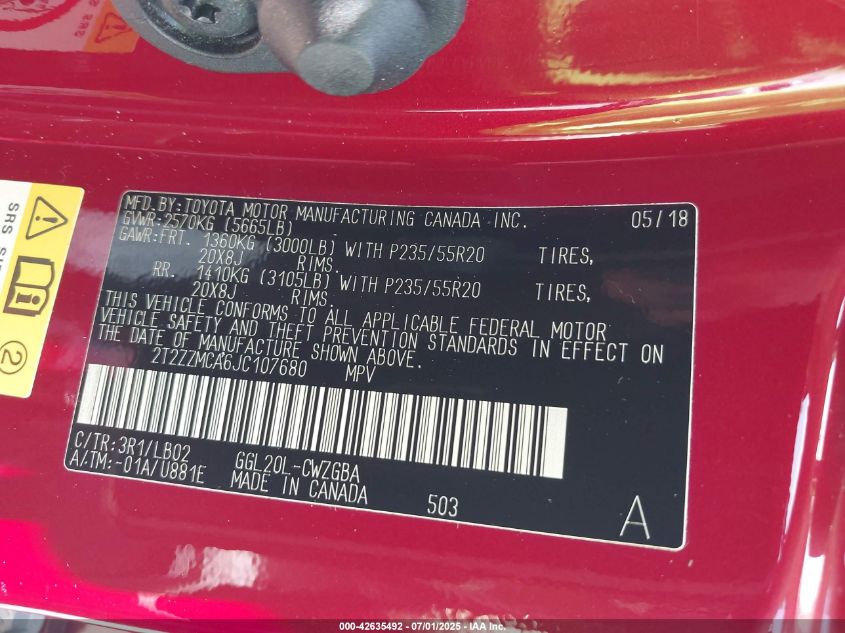 MFD.BY:TOYOTA MOTOR MANUFACTURING CANADA INC. 05/18
GVWR:2570KG (5665LB)
GAWR:FRT. 1360KG (3000LB) WITH P235/55R20 TIRES,
20X8J RIMS.
RR. 1410KG (3105LB) WITH P235/55R20 TIRES,
20X8J RIMS.
THIS VEHICLE CONFORMS TO ALL APPLICABLE FEDERAL MOTOR
VEHICLE SAFETY AND THEFT PREVENTION STANDARDS IN EFFECT ON
THE DATE OF MANUFACTURE SHOWN ABOVE.
2T2ZZMCA6JC107680 MPV
C/TR:3R1/LB02 GGL20L-CWZGBA
A/TM:-01A/U881E MADE IN CANADA 503
A
SRS
2
SRS
000-42635492 - 07/01/2025 - IAA Inc.